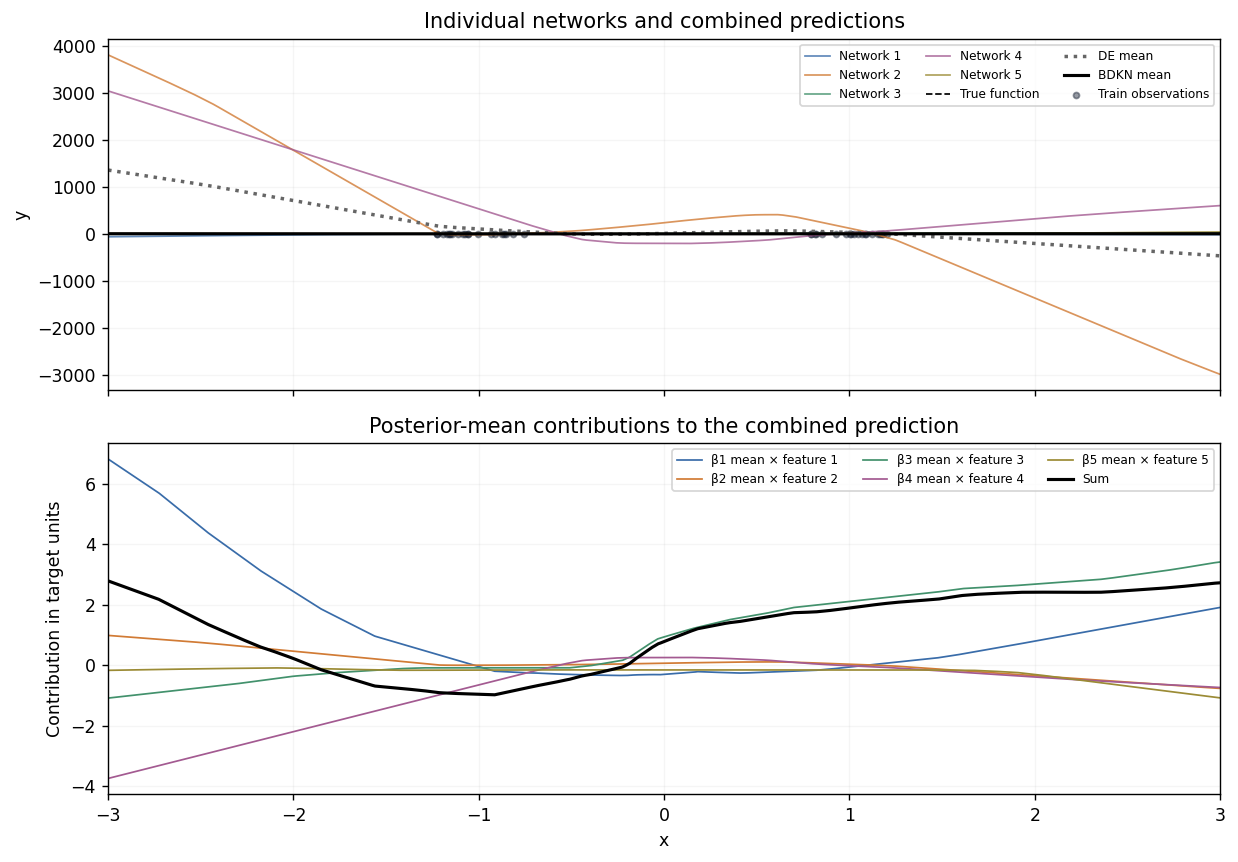 Individual networks and combined predictions
4000
3000
2000
1000
0
−1000
−2000
−3000
y
Network 1
Network 2
Network 3
Network 4
Network 5
True function
DE mean
BDKN mean
Train observations
Posterior-mean contributions to the combined prediction
6
4
2
0
−2
−4
Contribution in target units
β1 mean × feature 1
β2 mean × feature 2
β3 mean × feature 3
β4 mean × feature 4
β5 mean × feature 5
Sum
−3 −2 −1 0 1 2 3
x